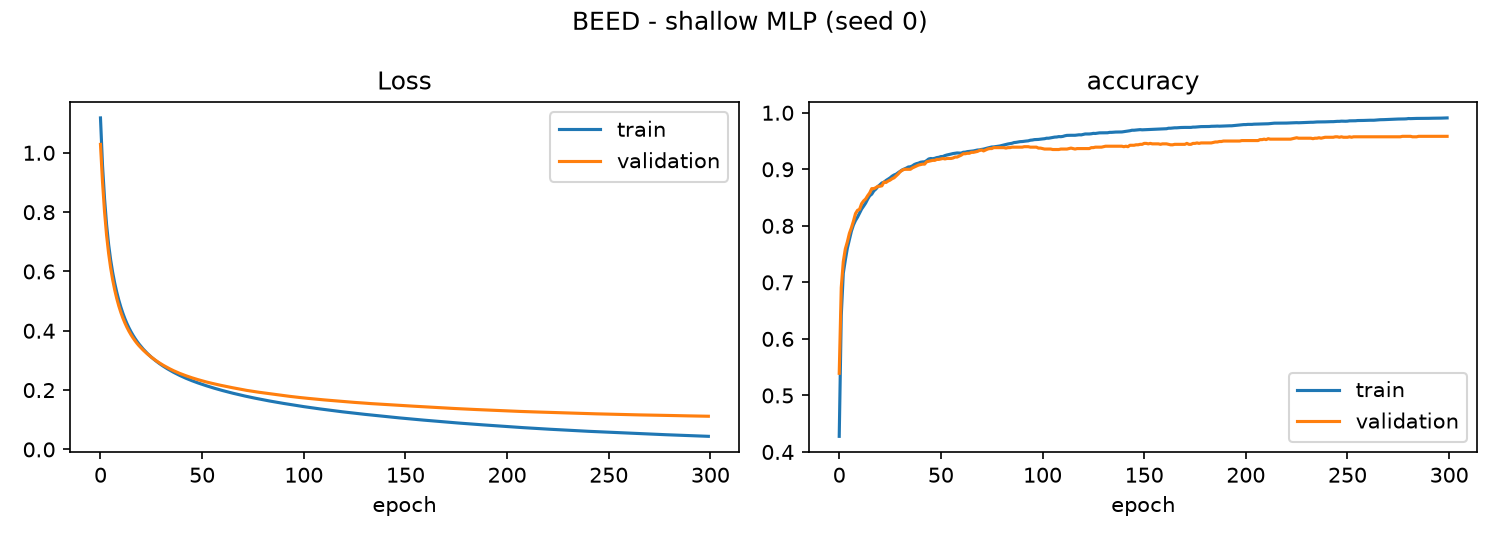 BEED - shallow MLP (seed 0)
Loss
1.0
0.8
0.6
0.4
0.2
0.0
train
validation
0 50 100 150 200 250 300
epoch
accuracy
1.0
0.9
0.8
0.7
0.6
0.5
0.4
train
validation
0 50 100 150 200 250 300
epoch